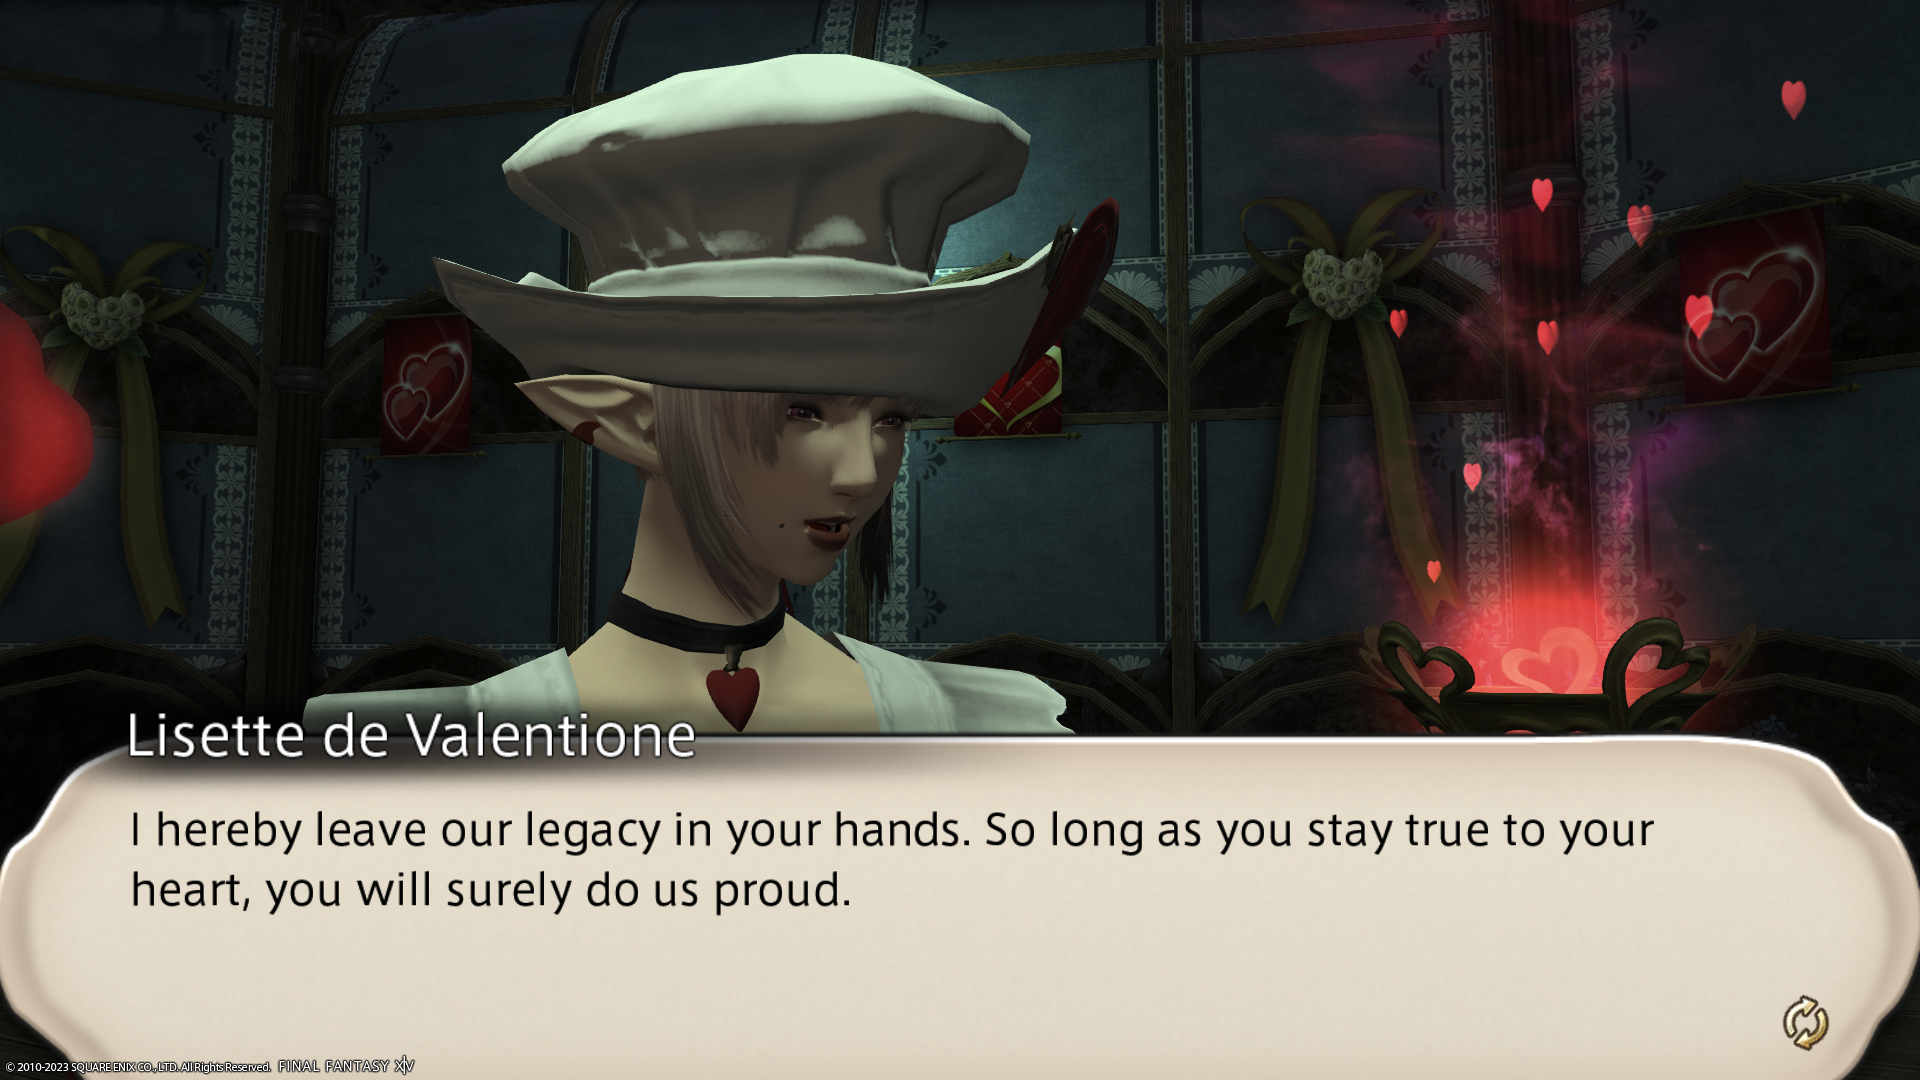 Lisette de Valentione
I hereby leave our legacy in your hands. So long as you stay true to your
heart, you will surely do us proud.
© 2010-2023 SQUARE ENIX CO., LTD. All Rights Reserved. FINAL FANTASY XIV